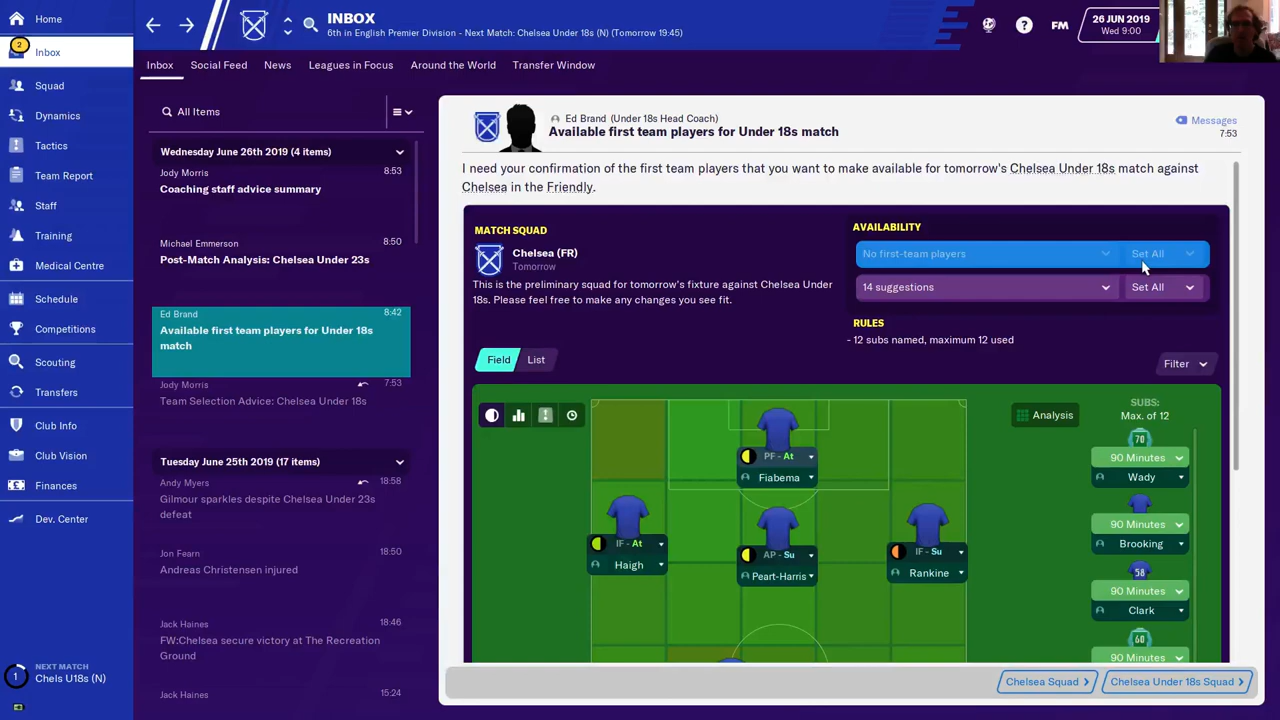 Home
2
Inbox
Squad
Dynamics
Tactics
Team Report
Staff
Training
Medical Centre
Schedule
Competitions
Scouting
Transfers
Club Info
Club Vision
Finances
Dev. Center
NEXT MATCH
1
Chels U18s (N)
INBOX
6th in English Premier Division - Next Match: Chelsea Under 18s (N) (Tomorrow 19:45)
?
FM
26 JUN 2019
Wed 9:00
Inbox
Social Feed
News
Leagues in Focus
Around the World
Transfer Window
All Items
Wednesday June 26th 2019 (4 items)
Jody Morris 8:53
Coaching staff advice summary
Michael Emmerson 8:50
Post-Match Analysis: Chelsea Under 23s
Ed Brand 8:42
Available first team players for Under 18s
match
Jody Morris 7:53
Team Selection Advice: Chelsea Under 18s
Tuesday June 25th 2019 (17 items)
Andy Myers 18:58
Gilmour sparkles despite Chelsea Under 23s
defeat
Jon Fearn 18:50
Andreas Christensen injured
Jack Haines 18:46
FW:Chelsea secure victory at The Recreation
Ground
Jack Haines 15:24
Ed Brand (Under 18s Head Coach)
Available first team players for Under 18s match
Messages
7:53
I need your confirmation of the first team players that you want to make available for tomorrow's Chelsea Under 18s match against
Chelsea in the Friendly.
MATCH SQUAD
Chelsea (FR)
Tomorrow
This is the preliminary squad for tomorrow's fixture against Chelsea Under
18s. Please feel free to make any changes you see fit.
AVAILABILITY
No first-team players Set All
14 suggestions Set All
RULES
- 12 subs named, maximum 12 used
Field
List
Filter
Analysis
SUBS:
Max. of 12
PF - At
Fiabema
IF - At
Haigh
AP - Su
Peart-Harris
IF - Su
Rankine
70
90 Minutes
Wady
90 Minutes
Brooking
58
90 Minutes
Clark
60
90 Minutes
Chelsea Squad
Chelsea Under 18s Squad